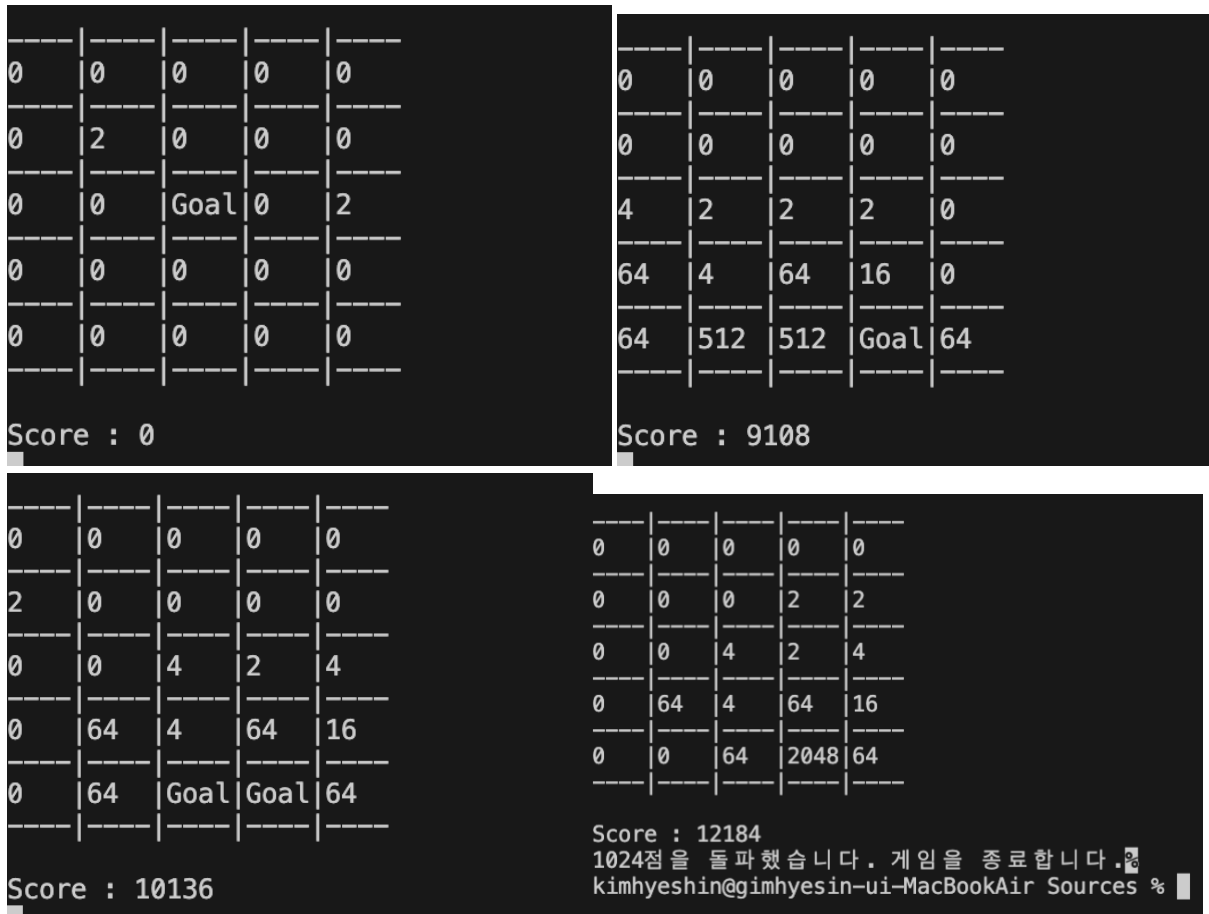 ----|----|----|----|----
0 |0 |0 |0 |0
----|----|----|----|----
0 |2 |0 |0 |0
----|----|----|----|----
0 |0 |Goal|0 |2
----|----|----|----|----
0 |0 |0 |0 |0
----|----|----|----|----
0 |0 |0 |0 |0
----|----|----|----|----
Score : 0
----|----|----|----|----
0 |0 |0 |0 |0
----|----|----|----|----
0 |0 |0 |0 |0
----|----|----|----|----
4 |2 |2 |2 |0
----|----|----|----|----
64 |4 |64 |16 |0
----|----|----|----|----
64 |512 |512 |Goal|64
----|----|----|----|----
Score : 9108
----|----|----|----|----
0 |0 |0 |0 |0
----|----|----|----|----
2 |0 |0 |0 |0
----|----|----|----|----
0 |0 |4 |2 |4
----|----|----|----|----
0 |64 |4 |64 |16
----|----|----|----|----
0 |64 |Goal|Goal|64
----|----|----|----|----
Score : 10136
----|----|----|----|----
0 |0 |0 |0 |0
----|----|----|----|----
0 |0 |0 |2 |2
----|----|----|----|----
0 |0 |4 |2 |4
----|----|----|----|----
0 |64 |4 |64 |16
----|----|----|----|----
0 |0 |64 |2048|64
----|----|----|----|----
Score : 12184
1024점을 돌파했습니다. 게임을 종료합니다.%
kimhyeshin@gimhyesin-ui-MacBookAir Sources %